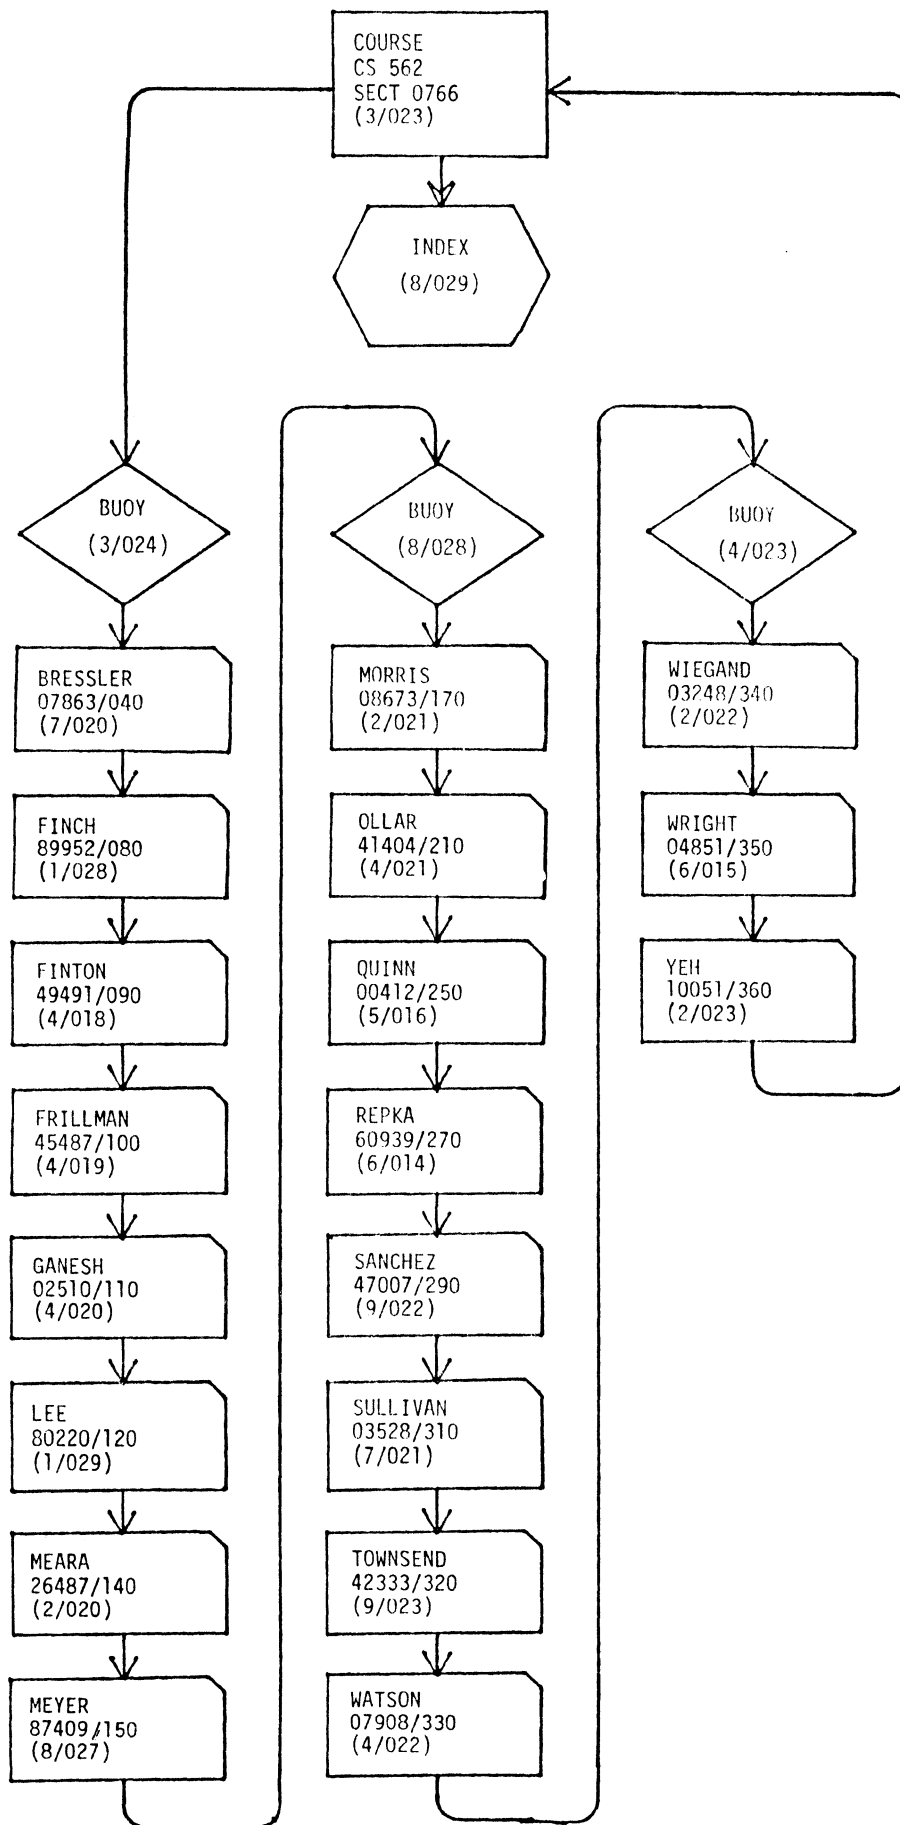 COURSE
CS 562
SECT 0766
(3/023)
INDEX
(8/029)
BUOY
(3/024)
BRESSLER
07863/040
(7/020)
FINCH
89952/080
(1/028)
FINTON
49491/090
(4/018)
FRILLMAN
45487/100
(4/019)
GANESH
02510/110
(4/020)
LEE
80220/120
(1/029)
MEARA
26487/140
(2/020)
MEYER
87409/150
(8/027)
BUOY
(8/028)
MORRIS
08673/170
(2/021)
OLLAR
41404/210
(4/021)
QUINN
00412/250
(5/016)
REPKA
60939/270
(6/014)
SANCHEZ
47007/290
(9/022)
SULLIVAN
03528/310
(7/021)
TOWNSEND
42333/320
(9/023)
WATSON
07908/330
(4/022)
BUOY
(4/023)
WIEGAND
03248/340
(2/022)
WRIGHT
04851/350
(6/015)
YEH
10051/360
(2/023)